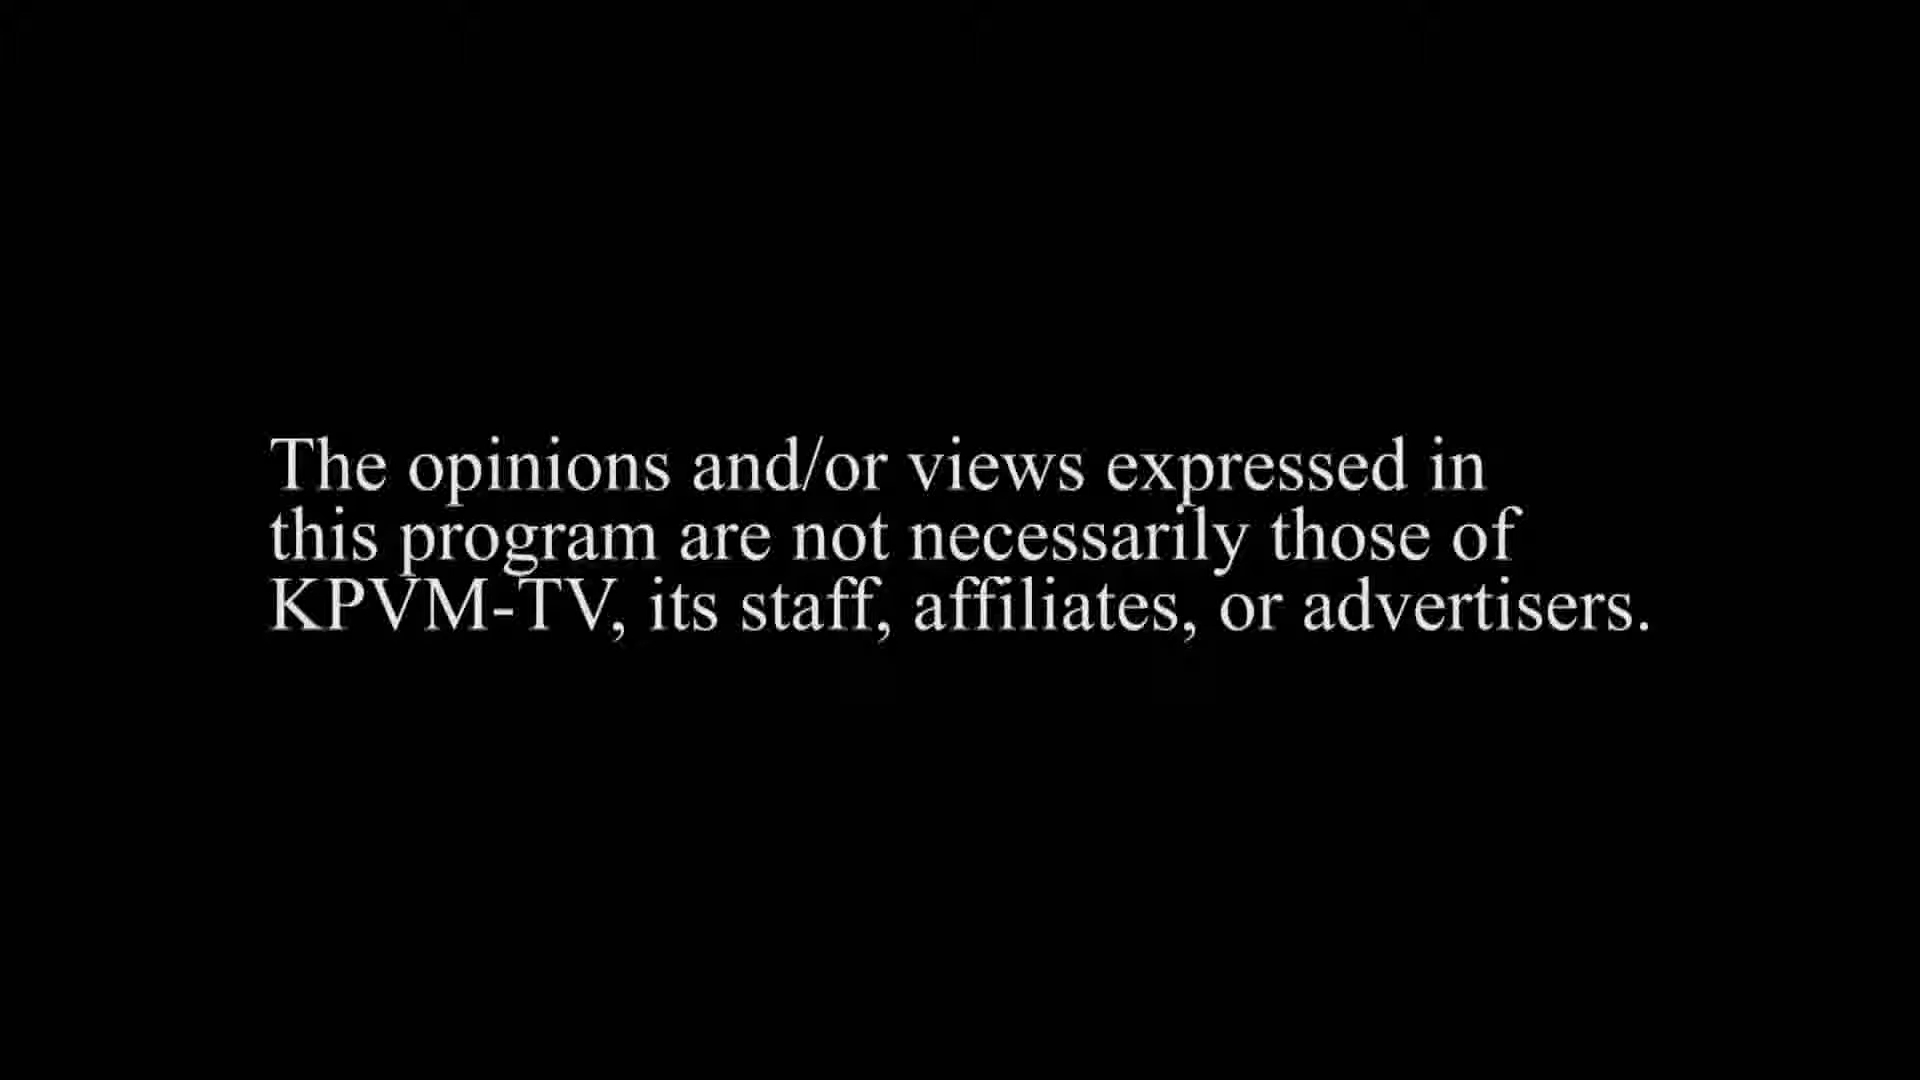 The opinions and/or views expressed in
this program are not necessarily those of
KPVM-TV, its staff, affiliates, or advertisers.